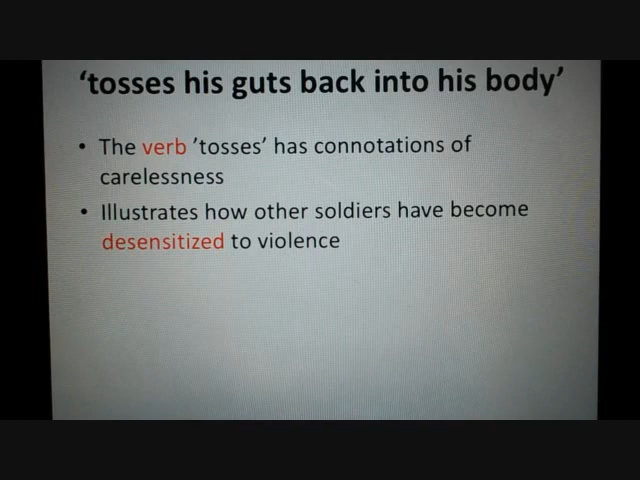 ‘tosses his guts back into his body’
• The verb ’tosses’ has connotations of
carelessness
• Illustrates how other soldiers have become
desensitized to violence